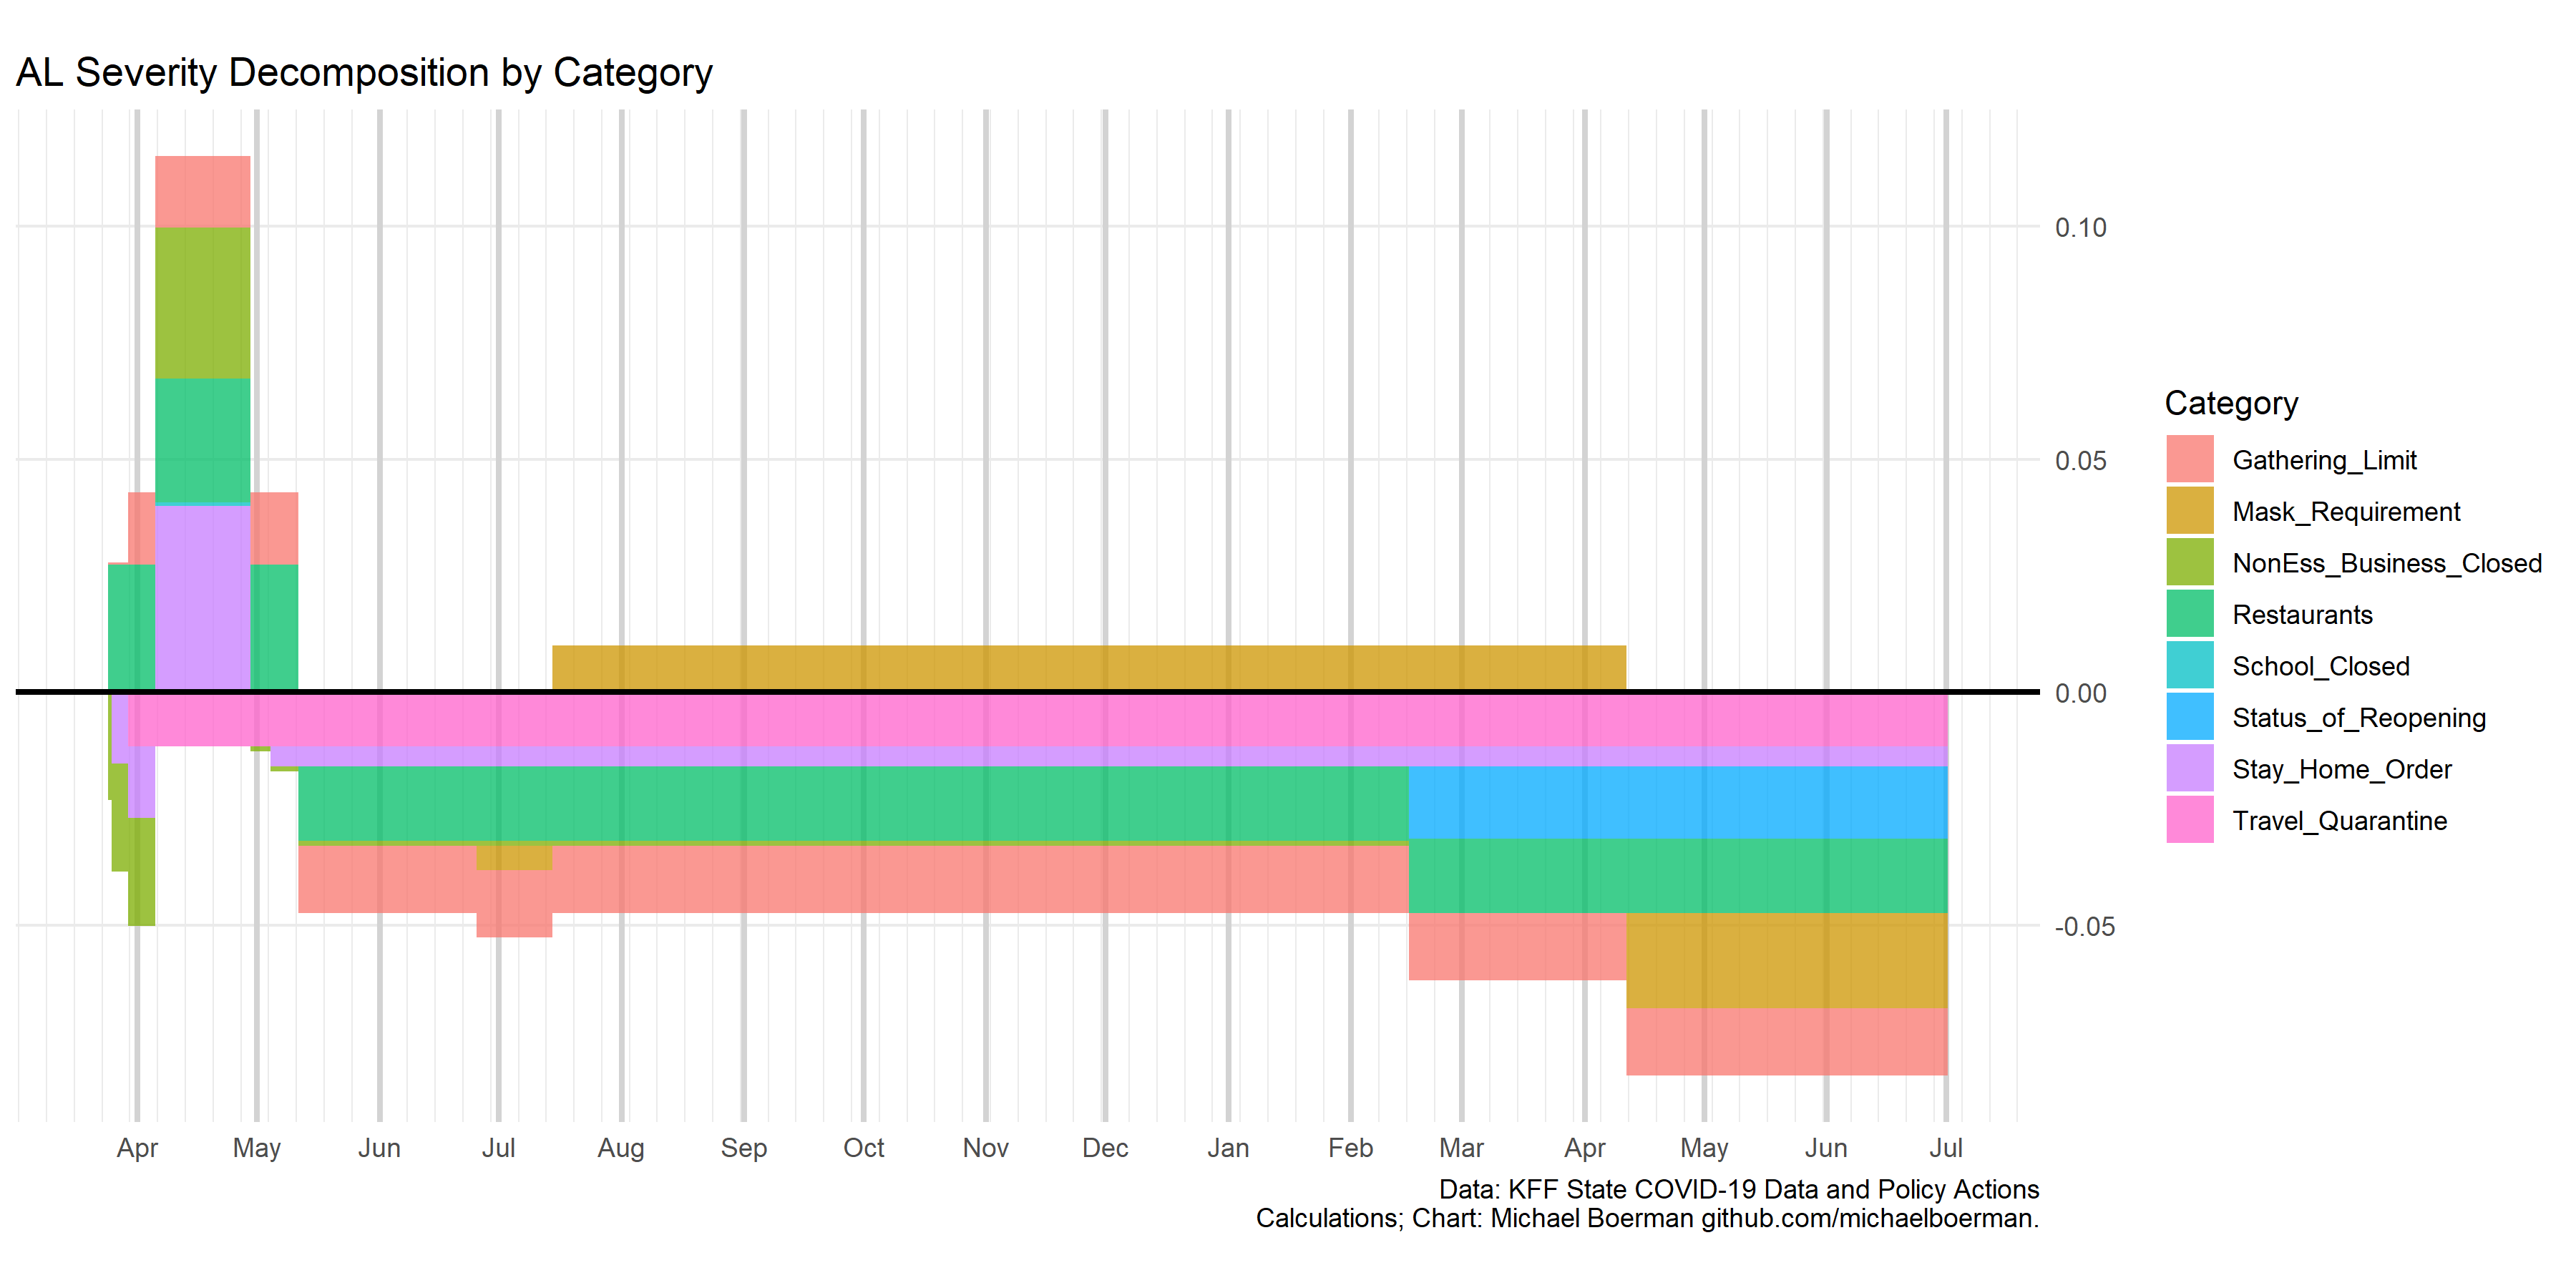 AL Severity Decomposition by Category
0.10
0.05
0.00
-0.05
Apr May Jun Jul Aug Sep Oct Nov Dec Jan Feb Mar Apr May Jun Jul
Category
Gathering_Limit
Mask_Requirement
NonEss_Business_Closed
Restaurants
School_Closed
Status_of_Reopening
Stay_Home_Order
Travel_Quarantine
Data: KFF State COVID-19 Data and Policy Actions
Calculations; Chart: Michael Boerman github.com/michaelboerman.